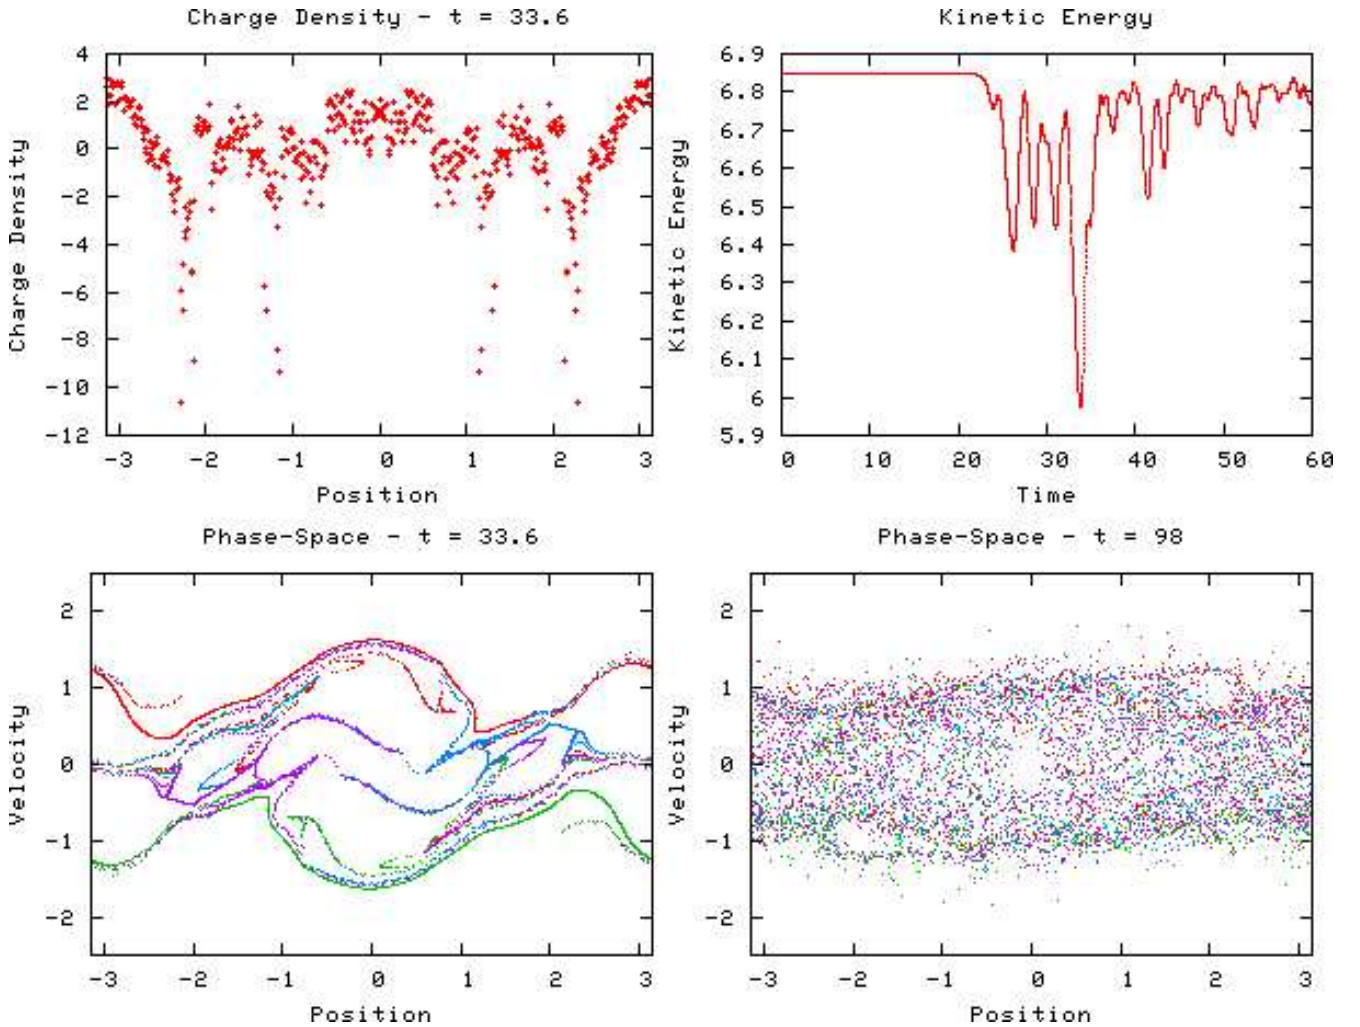 Charge Density - t = 33.6
4
2
0
-2
-4
-6
-8
-10
-12
Charge Density
-3 -2 -1 0 1 2 3
Position
Kinetic Energy
6.9
6.8
6.7
6.6
6.5
6.4
6.3
6.2
6.1
6
5.9
Kinetic Energy
0 10 20 30 40 50 60
Time
Phase-Space - t = 33.6
2
1
0
-1
-2
Velocity
-3 -2 -1 0 1 2 3
Position
Phase-Space - t = 98
2
1
0
-1
-2
Velocity
-3 -2 -1 0 1 2 3
Position